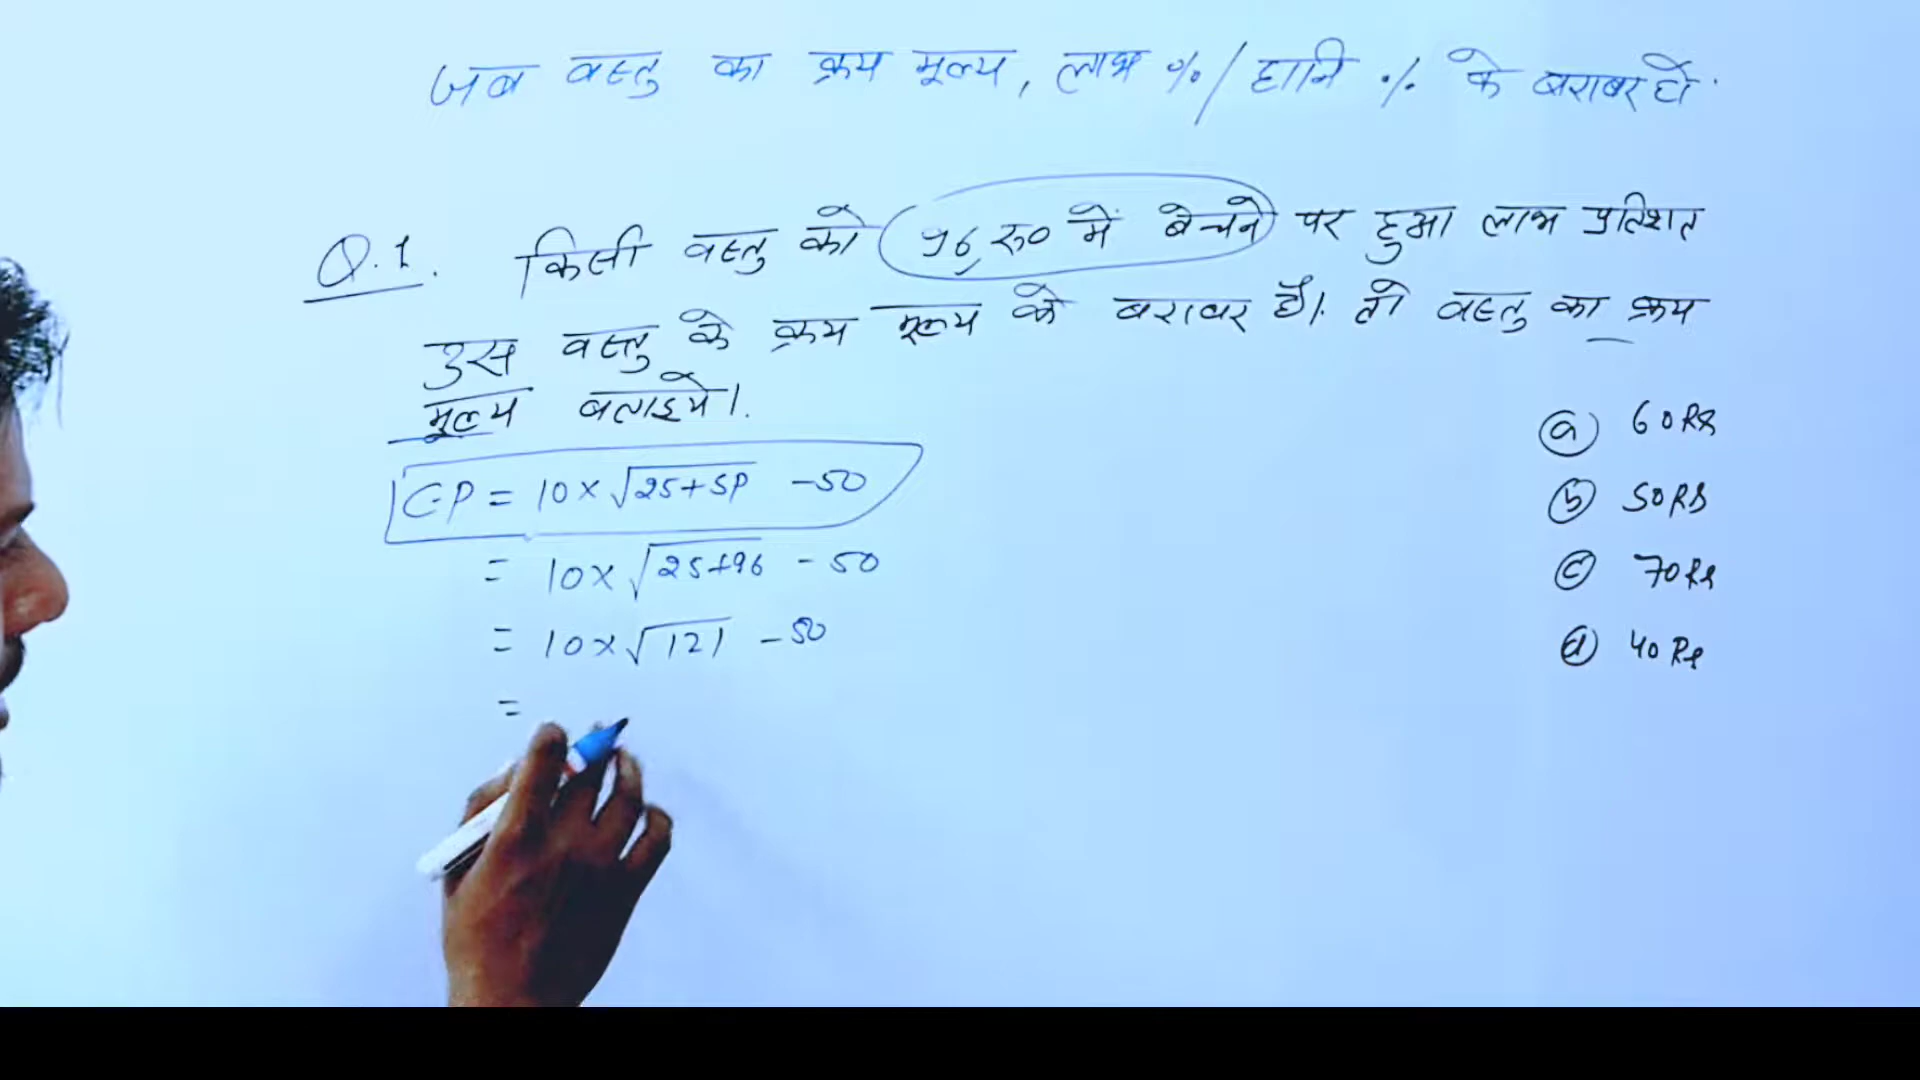 जब वस्तु का क्रय मूल्य, लाभ %/हानि % के बराबर हो.
Q.1. किसी वस्तु को 96 रु० में बेचने पर हुआ लाभ प्रतिशत
उस वस्तु के क्रय मूल्य के बराबर है। तो वस्तु का क्रय
मूल्य बताइये।
CP = 10 × √25+SP - 50
= 10 × √25+96 - 50
= 10 × √121 - 50
=
(a) 60 Rs
(b) 50 Rs
(c) 70 Rs
(d) 40 Rs